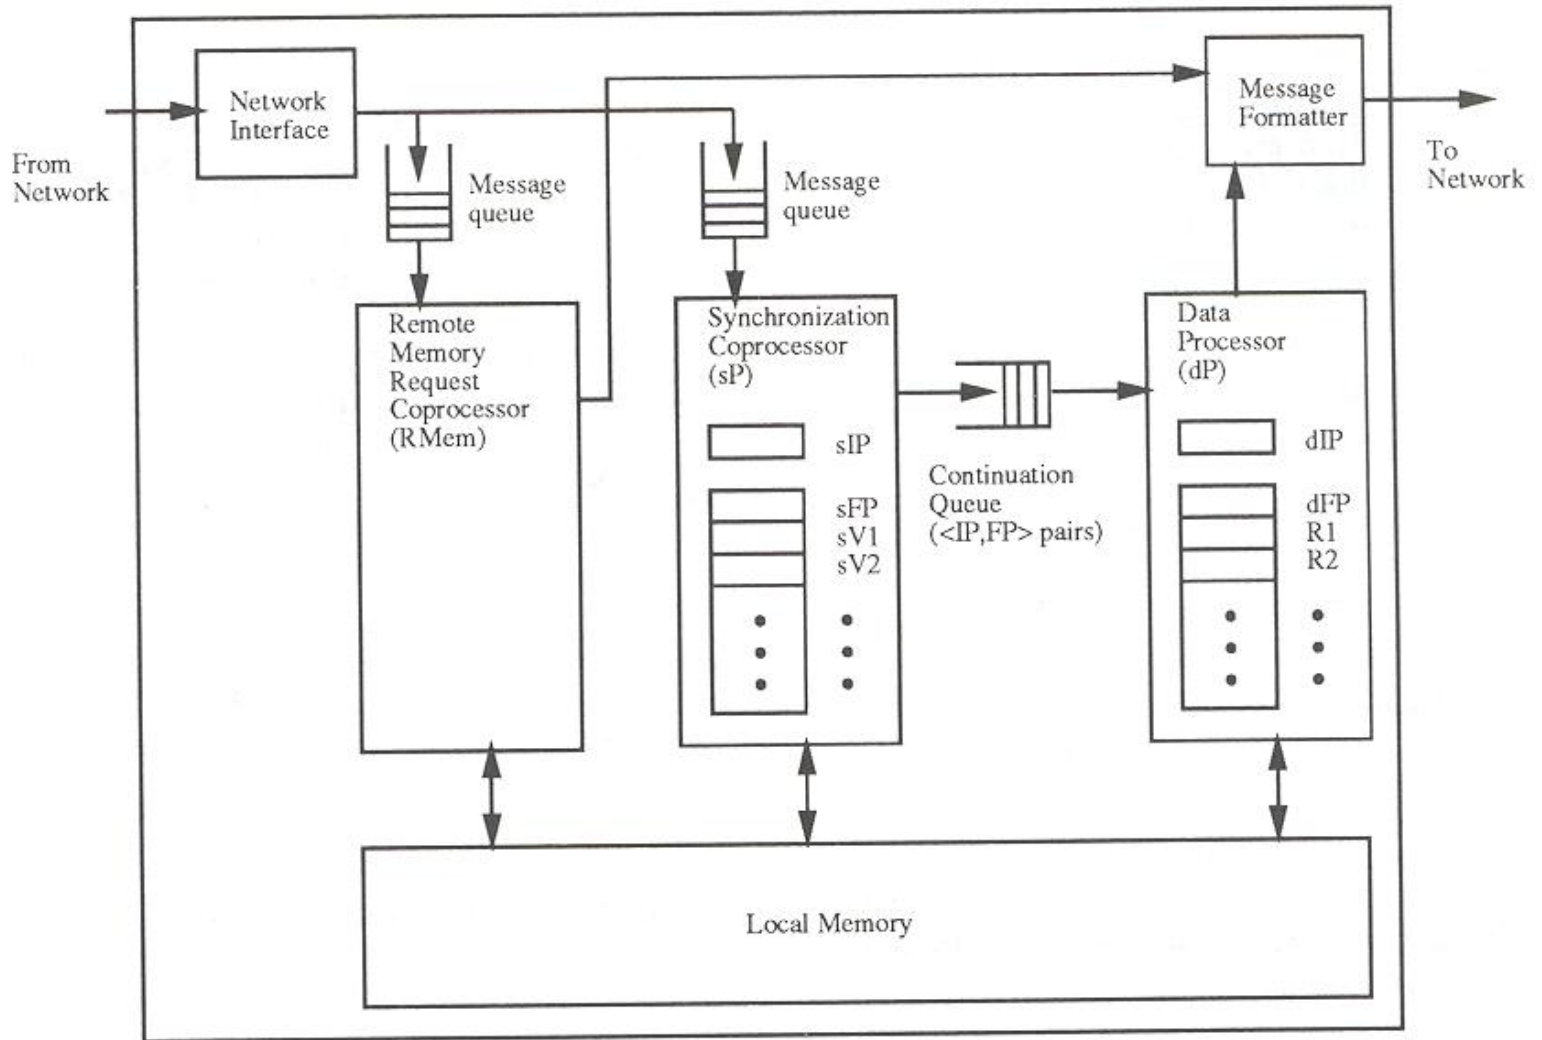 Network
Interface
Message
Formatter
From
Network
To
Network
Message
queue
Message
queue
Remote
Memory
Request
Coprocessor
(RMem)
Synchronization
Coprocessor
(sP)
sIP
sFP
sV1
sV2
Continuation
Queue
(<IP,FP> pairs)
Data
Processor
(dP)
dIP
dFP
R1
R2
Local Memory